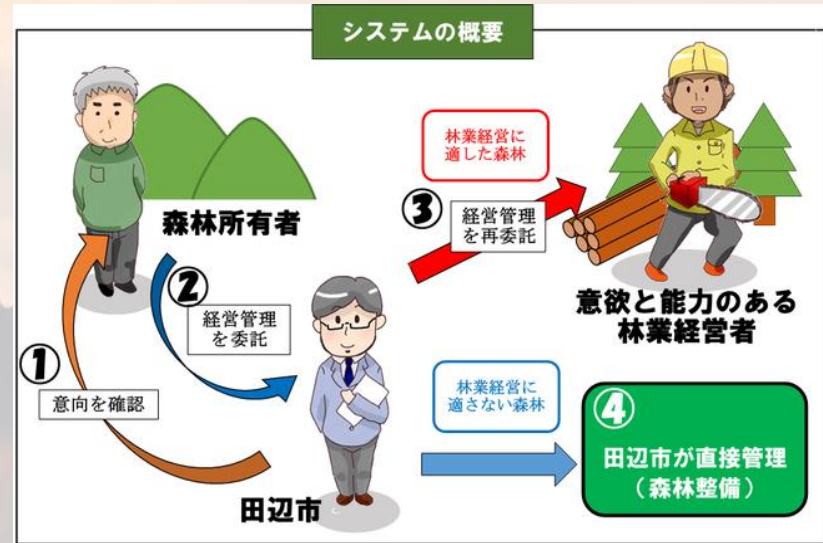 システムの概要
森林所有者
①
意向を確認
②
経営管理
を委託
田辺市
林業経営に
適した森林
③
経営管理
を再委託
意欲と能力のある
林業経営者
林業経営に
適さない森林
④
田辺市が直接管理
（森林整備）